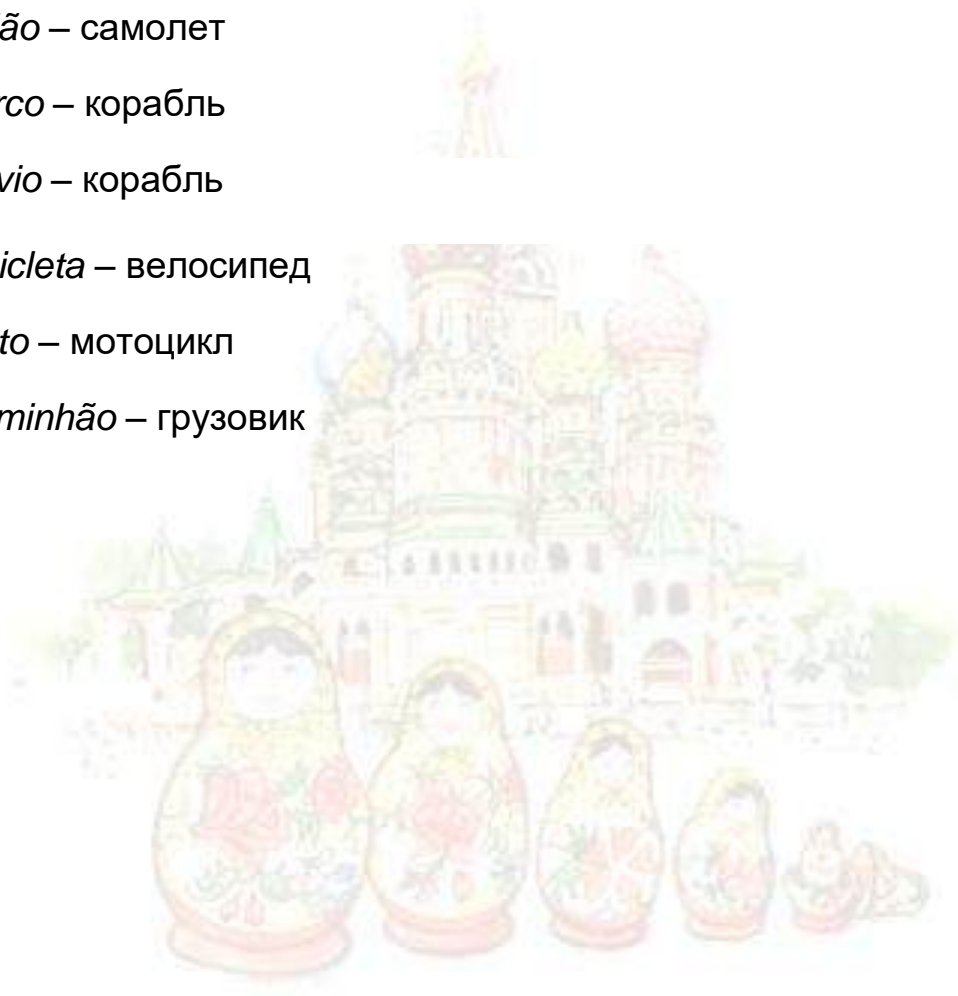 ão – самолет
rco – корабль
vio – корабль
icleta – велосипед
to – мотоцикл
minhão – грузовик